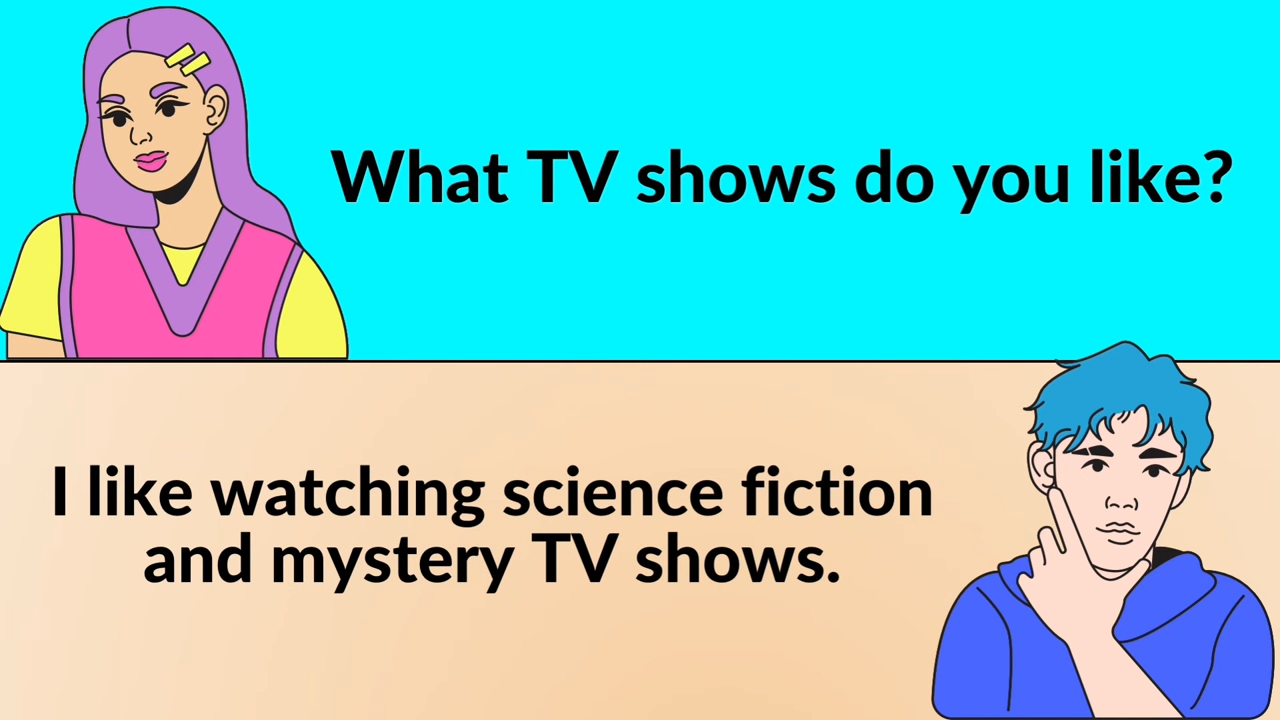 What TV shows do you like?
I like watching science fiction
and mystery TV shows.